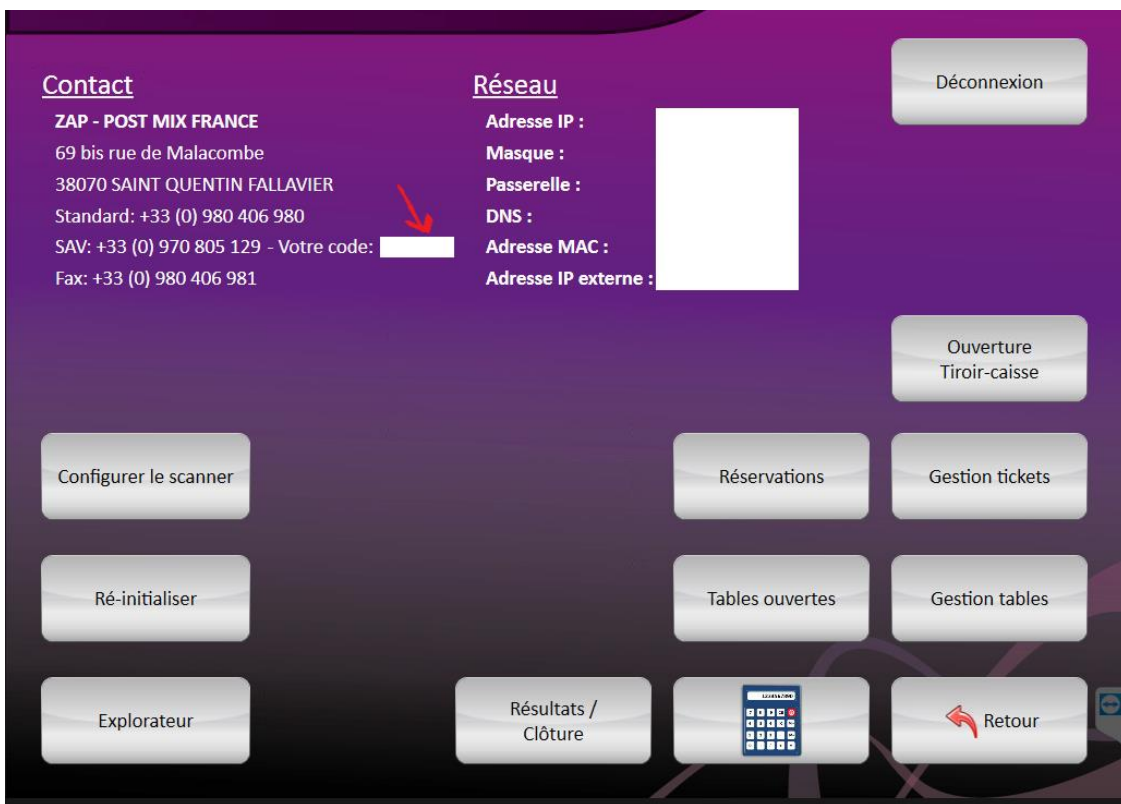 Contact
ZAP - POST MIX FRANCE
69 bis rue de Malacombe
38070 SAINT QUENTIN FALLAVIER
Standard: +33 (0) 980 406 980
SAV: +33 (0) 970 805 129 - Votre code:
Fax: +33 (0) 980 406 981
Réseau
Adresse IP :
Masque :
Passerelle :
DNS :
Adresse MAC :
Adresse IP externe :
Déconnexion
Ouverture
Tiroir-caisse
Configurer le scanner
Réservations
Gestion tickets
Ré-initialiser
Tables ouvertes
Gestion tables
Explorateur
Résultats /
Clôture
Retour